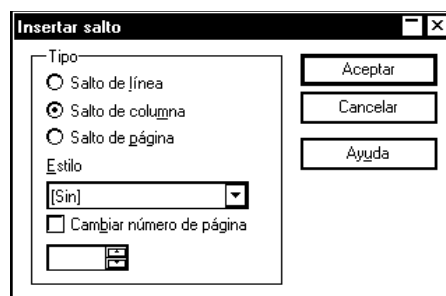 Insertar salto
Tipo
Salto de línea
Salto de columna
Salto de página
Estilo
[Sin]
Cambiar número de página
Aceptar
Cancelar
Ayuda